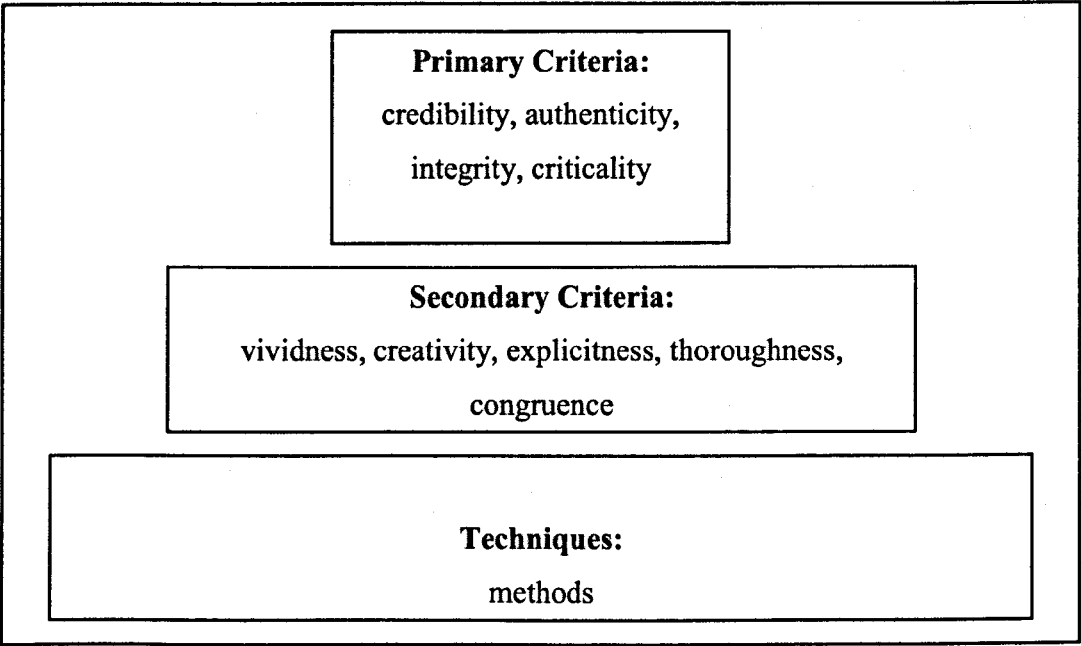 Primary Criteria:
credibility, authenticity,
integrity, criticality
Secondary Criteria:
vividness, creativity, explicitness, thoroughness,
congruence
Techniques:
methods